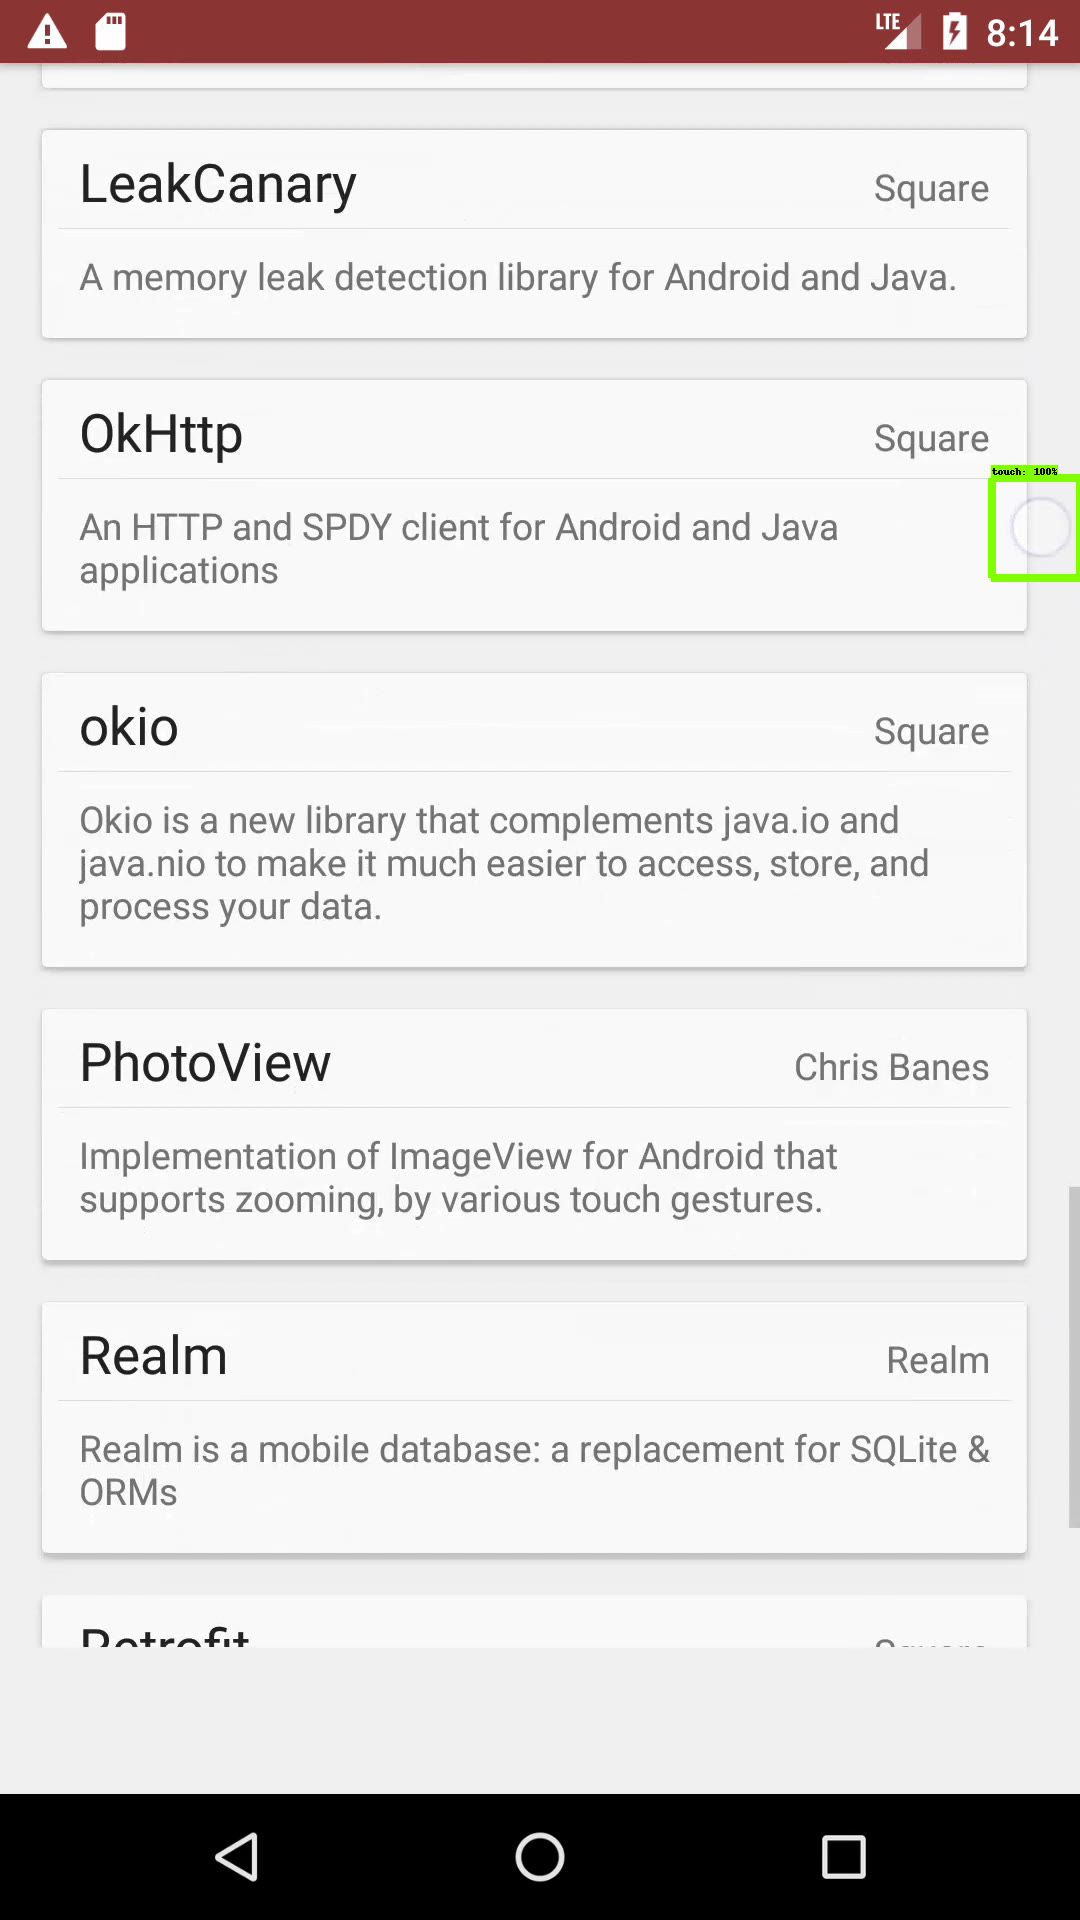 LTE 8:14
LeakCanary Square
A memory leak detection library for Android and Java.
OkHttp Square
touch: 100%
An HTTP and SPDY client for Android and Java
applications
okio Square
Okio is a new library that complements java.io and
java.nio to make it much easier to access, store, and
process your data.
PhotoView Chris Banes
Implementation of ImageView for Android that
supports zooming, by various touch gestures.
Realm Realm
Realm is a mobile database: a replacement for SQLite &
ORMs
Retrofit Square